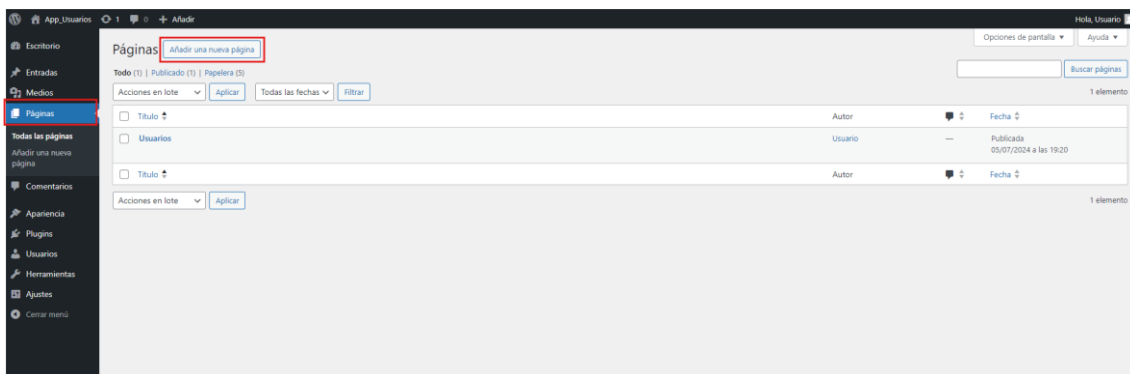 App_Usuarios 1 0 + Añadir Hola, Usuario
Escritorio
Entradas
Medios
Páginas
Todas las páginas
Añadir una nueva
página
Comentarios
Apariencia
Plugins
Usuarios
Herramientas
Ajustes
Cerrar menú
Opciones de pantalla Ayuda
Páginas Añadir una nueva página
Todo (1) | Publicado (1) | Papelera (5)
Buscar páginas
Acciones en lote Aplicar Todas las fechas Filtrar 1 elemento
Título Autor Fecha
Usuarios Usuario — Publicada
05/07/2024 a las 19:20
Título Autor Fecha
Acciones en lote Aplicar 1 elemento